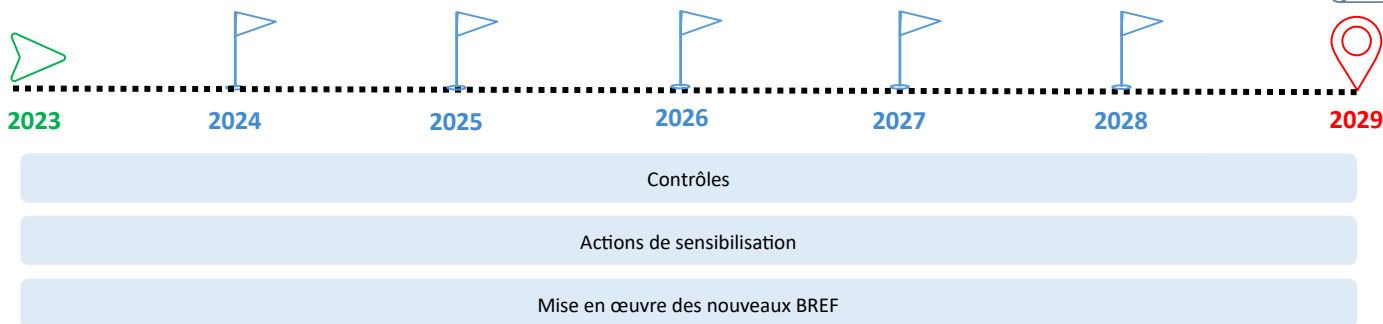 2023 2024 2025 2026 2027 2028 2029
Contrôles
Actions de sensibilisation
Mise en œuvre des nouveaux BREF